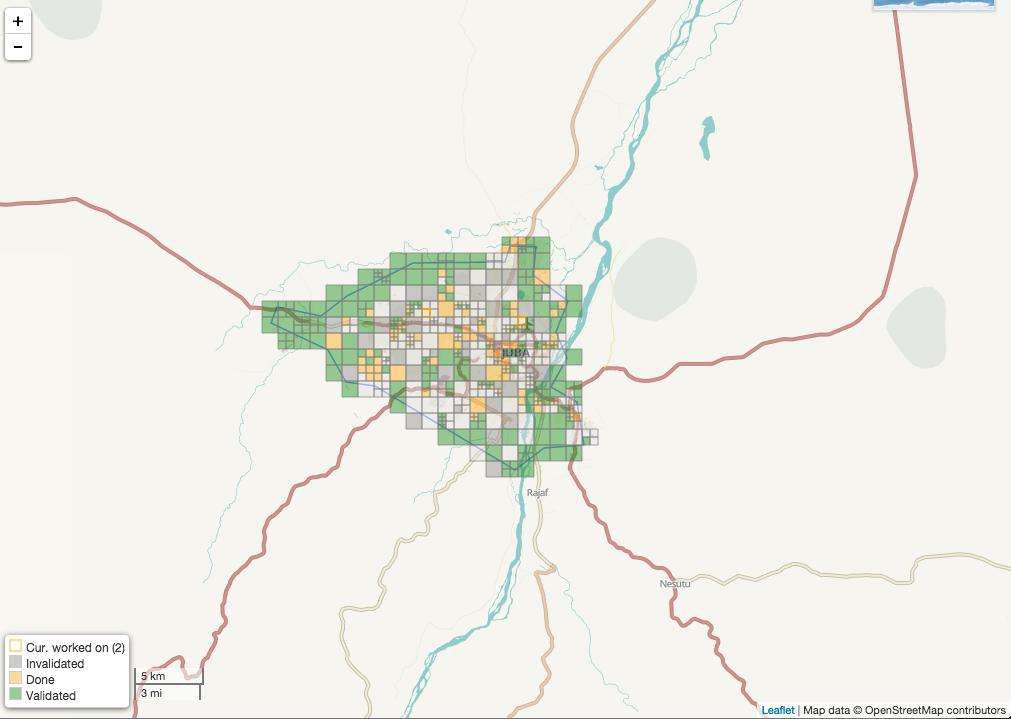 +
−
JUBA
Rajaf
Nesutu
Cur. worked on (2)
Invalidated
Done
Validated
5 km
3 mi
Leaflet | Map data © OpenStreetMap contributors